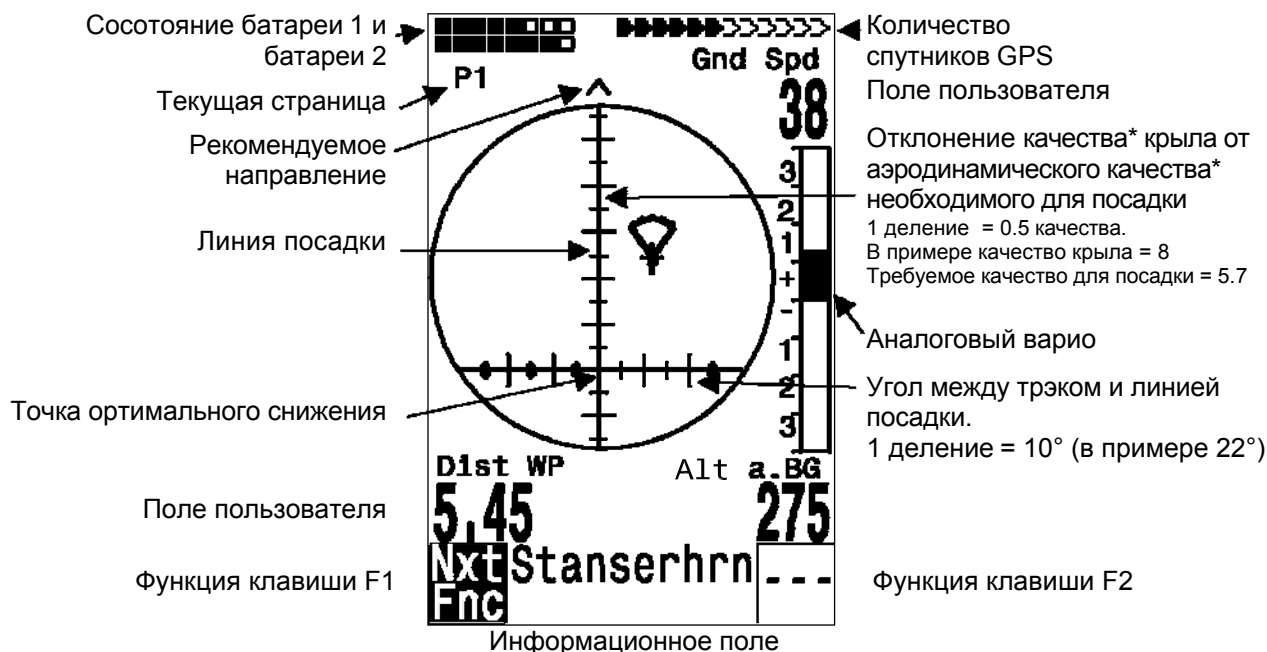 Сосотояние батареи 1 и
батареи 2
Количество
спутников GPS
Gnd Spd
P1
Текущая страница
Поле пользователя
38
Рекомендуемое
направление
Отклонение качества* крыла от
аэродинамического качества*
необходимого для посадки
1 деление = 0.5 качества.
В примере качество крыла = 8
Требуемое качество для посадки = 5.7
Линия посадки
3
2
1
+
-
1
2
3
Аналоговый варио
Точка ортимального снижения
Угол между трэком и линией
посадки.
1 деление = 10° (в примере 22°)
Dist WP
Alt a.BG
Поле пользователя
5,45
275
Функция клавиши F1
Nxt
Fnc
Stanserhrn
---
Функция клавиши F2
Информационное поле